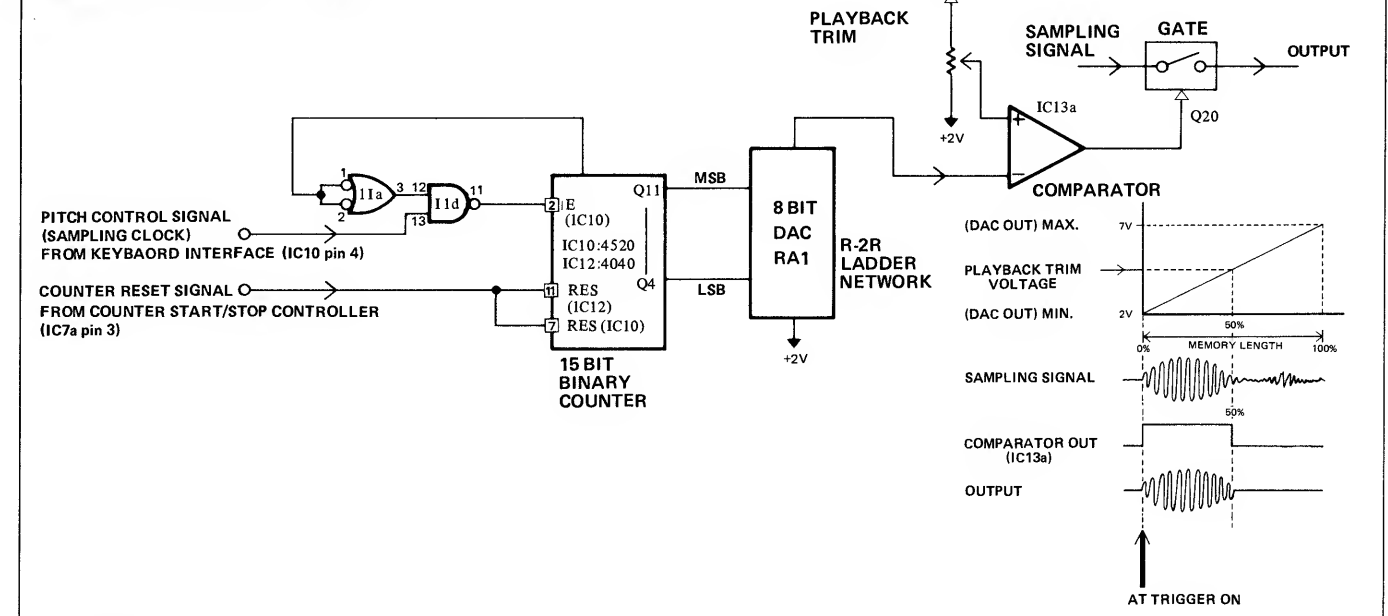 PLAYBACK
TRIM
SAMPLING
SIGNAL
GATE
OUTPUT
+2V
IC13a
Q20
+
−
COMPARATOR
1
2
11a
3
12
13
I1d
11
PITCH CONTROL SIGNAL
(SAMPLING CLOCK)
FROM KEYBAORD INTERFACE (IC10 pin 4)
COUNTER RESET SIGNAL
FROM COUNTER START/STOP CONTROLLER
(IC7a pin 3)
2 E
(IC10)
IC10:4520
IC12:4040
11 RES
(IC12)
7 RES (IC10)
Q11
Q4
15 BIT
BINARY
COUNTER
MSB
LSB
8 BIT
DAC
RA1
R-2R
LADDER
NETWORK
+2V
(DAC OUT) MAX.
7V
PLAYBACK TRIM
VOLTAGE
(DAC OUT) MIN.
2V
50%
0%
MEMORY LENGTH
100%
SAMPLING SIGNAL
50%
COMPARATOR OUT
(IC13a)
OUTPUT
AT TRIGGER ON